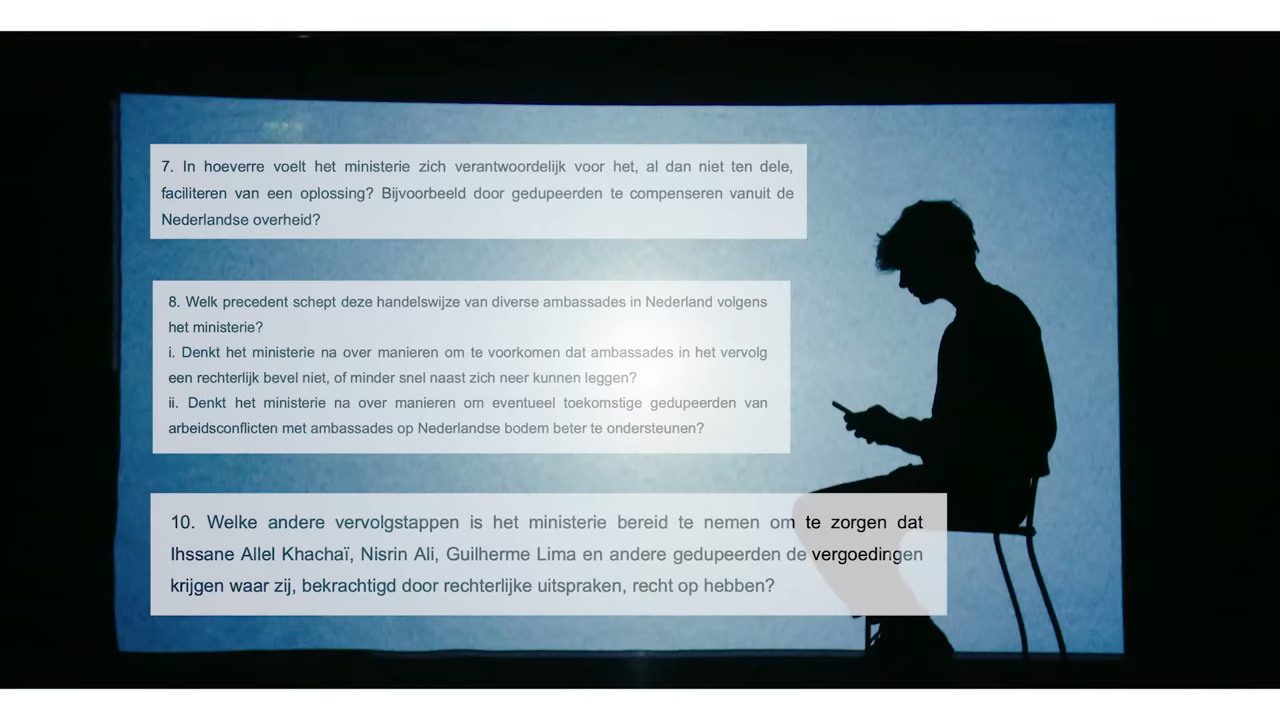 7. In hoeverre voelt het ministerie zich verantwoordelijk voor het, al dan niet ten dele,
faciliteren van een oplossing? Bijvoorbeeld door gedupeerden te compenseren vanuit de
Nederlandse overheid?
8. Welk precedent schept deze handelswijze van diverse ambassades in Nederland volgens
het ministerie?
i. Denkt het ministerie na over manieren om te voorkomen dat ambassades in het vervolg
een rechterlijk bevel niet, of minder snel naast zich neer kunnen leggen?
ii. Denkt het ministerie na over manieren om eventueel toekomstige gedupeerden van
arbeidsconflicten met ambassades op Nederlandse bodem beter te ondersteunen?
10. Welke andere vervolgstappen is het ministerie bereid te nemen om te zorgen dat
Ihssane Allel Khachaï, Nisrin Ali, Guilherme Lima en andere gedupeerden de vergoedingen
krijgen waar zij, bekrachtigd door rechterlijke uitspraken, recht op hebben?